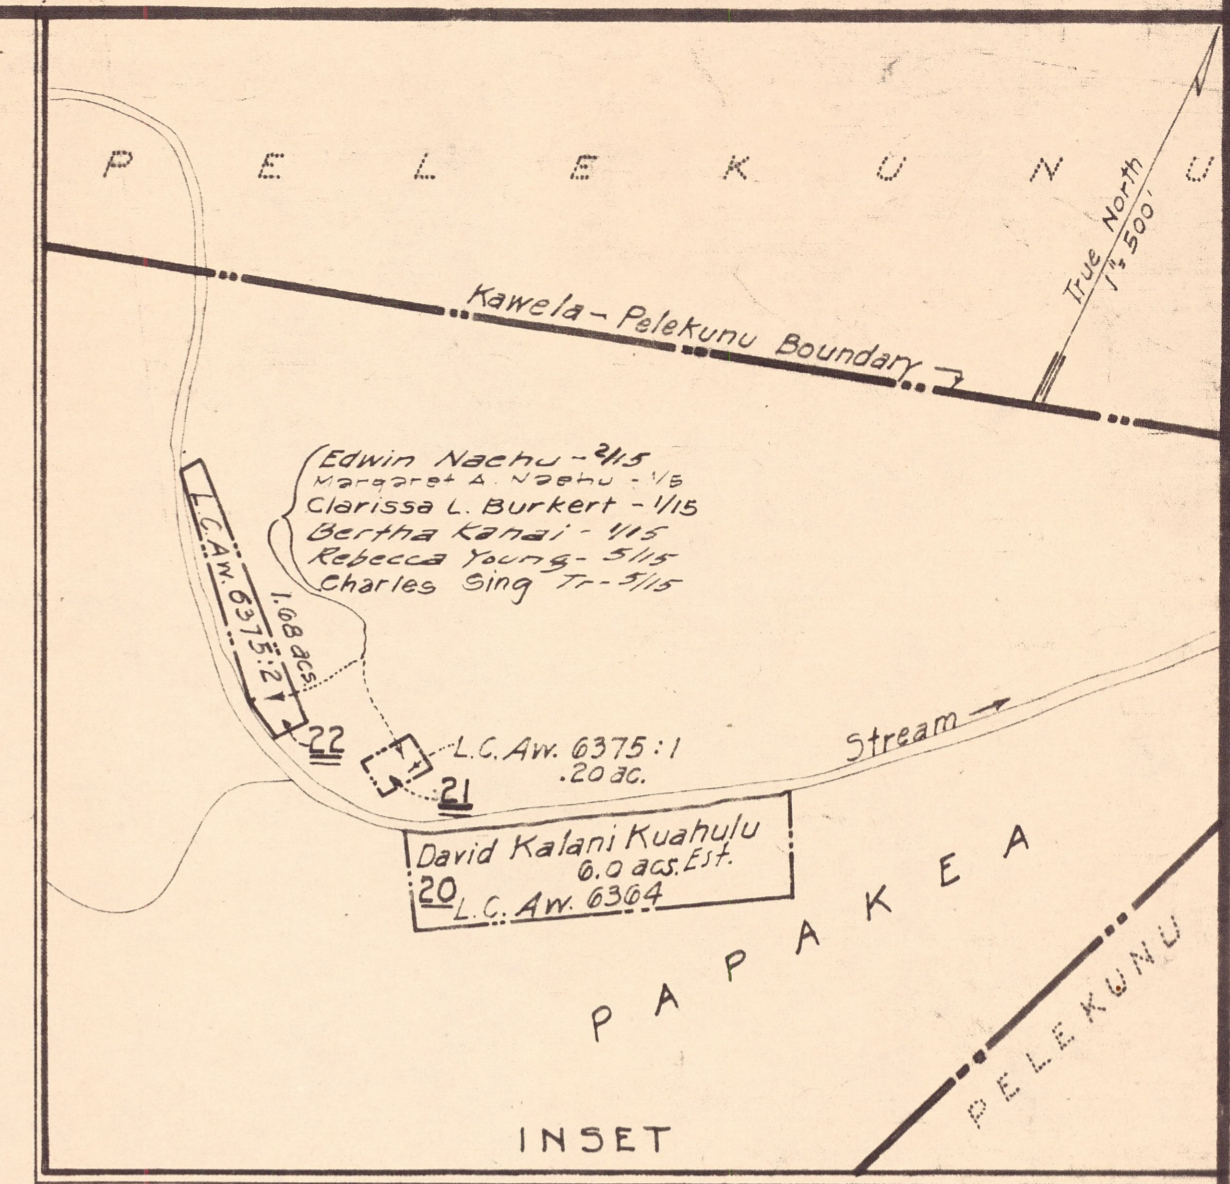 P E L E K U N U
True North
1"= 500'
Kawela - Pelekunu Boundary
Edwin Naehu - 2/15
Margaret A. Naehu - 1/5
Clarissa L. Burkert - 1/15
Bertha Kanai - 1/15
Rebecca Young - 5/15
Charles Sing Tr - 5/15
L.C. Aw. 6375:2
1.68 acs.
22
L.C. Aw. 6375:1
.20 ac.
21
Stream
David Kalani Kuahulu
6.0 acs. Est.
20
L.C. Aw. 6364
P A P A K E A
PELEKUNU
INSET